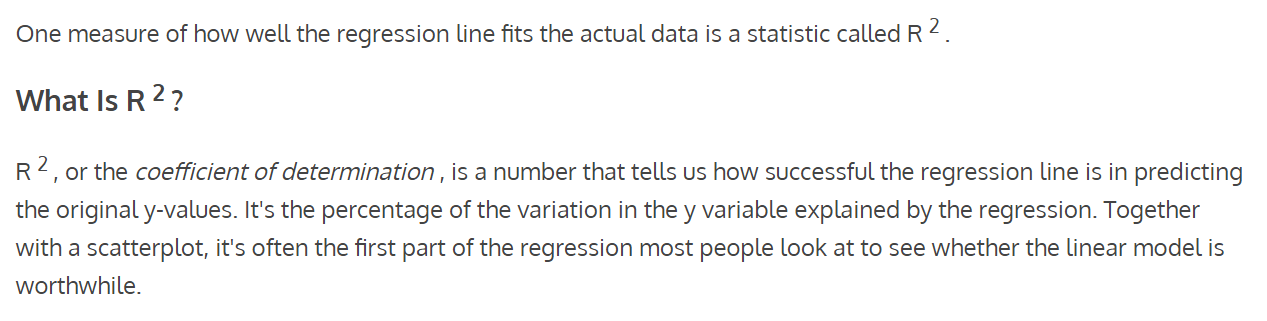 One measure of how well the regression line fits the actual data is a statistic called R 2 .
What Is R 2 ?
R 2 , or the coefficient of determination , is a number that tells us how successful the regression line is in predicting
the original y-values. It's the percentage of the variation in the y variable explained by the regression. Together
with a scatterplot, it's often the first part of the regression most people look at to see whether the linear model is
worthwhile.